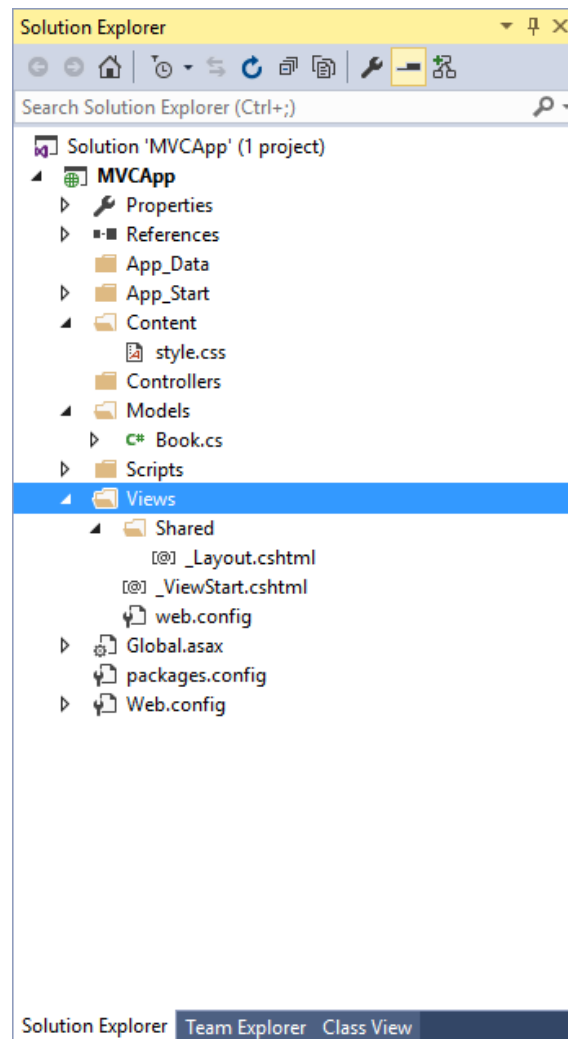 Solution Explorer
Search Solution Explorer (Ctrl+;)
Solution 'MVCApp' (1 project)
MVCApp
Properties
References
App_Data
App_Start
Content
style.css
Controllers
Models
C# Book.cs
Scripts
Views
Shared
[@] _Layout.cshtml
[@] _ViewStart.cshtml
web.config
Global.asax
packages.config
Web.config
Solution Explorer Team Explorer Class View